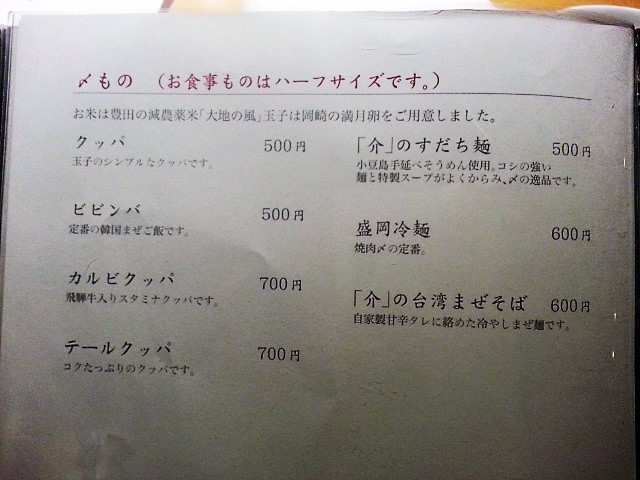 〆もの （お食事ものはハーフサイズです。）
お米は豊田の減農薬米「大地の風」玉子は岡崎の満月卵をご用意しました。
クッパ 500円
玉子のシンプルなクッパです。
ビビンバ 500円
定番の韓国まぜご飯です。
カルビクッパ 700円
飛騨牛入りスタミナクッパです。
テールクッパ 700円
コクたっぷりのクッパです。
「介」のすだち麺 500円
小豆島手延べそうめん使用。コシの強い
麺と特製スープがよくからみ、〆の逸品です。
盛岡冷麺 600円
焼肉〆の定番。
「介」の台湾まぜそば 600円
自家製甘辛タレに絡めた冷やしまぜ麺です。